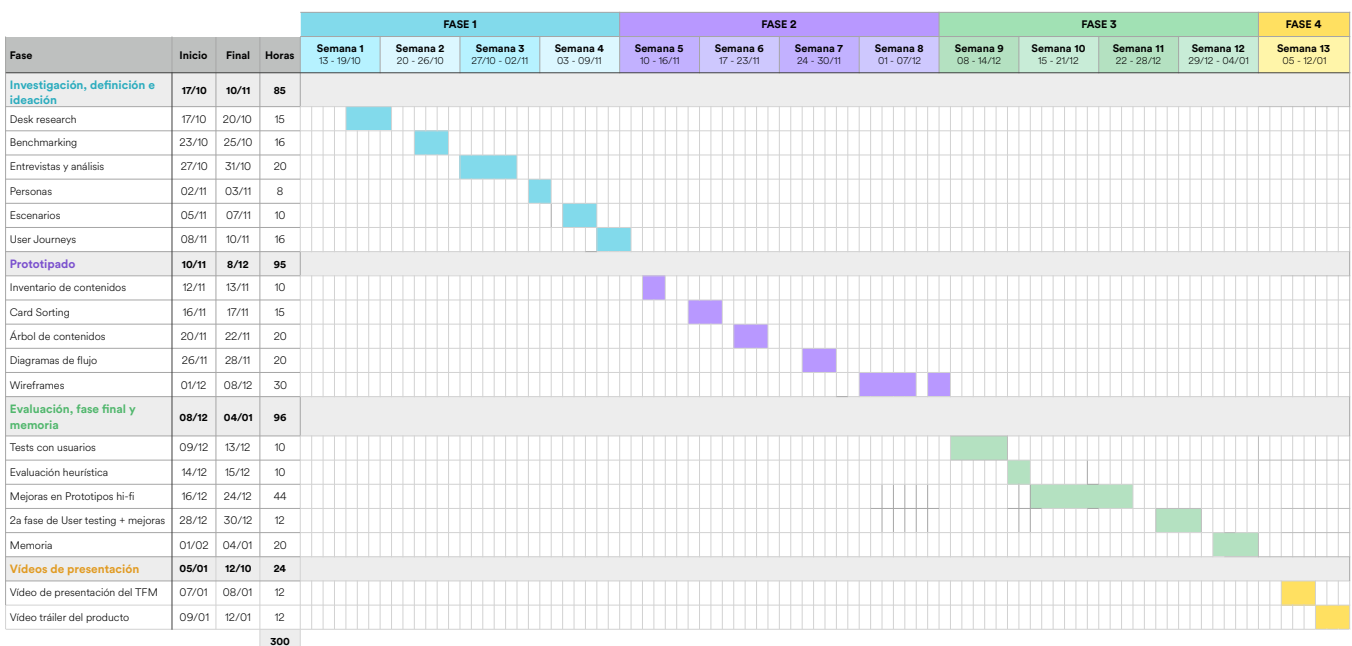 FASE 1 FASE 2 FASE 3 FASE 4
Fase Inicio Final Horas Semana 1 Semana 2 Semana 3 Semana 4 Semana 5 Semana 6 Semana 7 Semana 8 Semana 9 Semana 10 Semana 11 Semana 12 Semana 13
13 - 19/10 20 - 26/10 27/10 - 02/11 03 - 09/11 10 - 16/11 17 - 23/11 24 - 30/11 01 - 07/12 08 - 14/12 15 - 21/12 22 - 28/12 29/12 - 04/01 05 - 12/01
Investigación, definición e
ideación 17/10 10/11 85
Desk research 17/10 20/10 15
Benchmarking 23/10 25/10 16
Entrevistas y análisis 27/10 31/10 20
Personas 02/11 03/11 8
Escenarios 05/11 07/11 10
User Journeys 08/11 10/11 16
Prototipado 10/11 8/12 95
Inventario de contenidos 12/11 13/11 10
Card Sorting 16/11 17/11 15
Árbol de contenidos 20/11 22/11 20
Diagramas de flujo 26/11 28/11 20
Wireframes 01/12 08/12 30
Evaluación, fase final y
memoria 08/12 04/01 96
Tests con usuarios 09/12 13/12 10
Evaluación heurística 14/12 15/12 10
Mejoras en Prototipos hi-fi 16/12 24/12 44
2a fase de User testing + mejoras 28/12 30/12 12
Memoria 01/02 04/01 20
Vídeos de presentación 05/01 12/10 24
Vídeo de presentación del TFM 07/01 08/01 12
Vídeo tráiler del producto 09/01 12/01 12
300